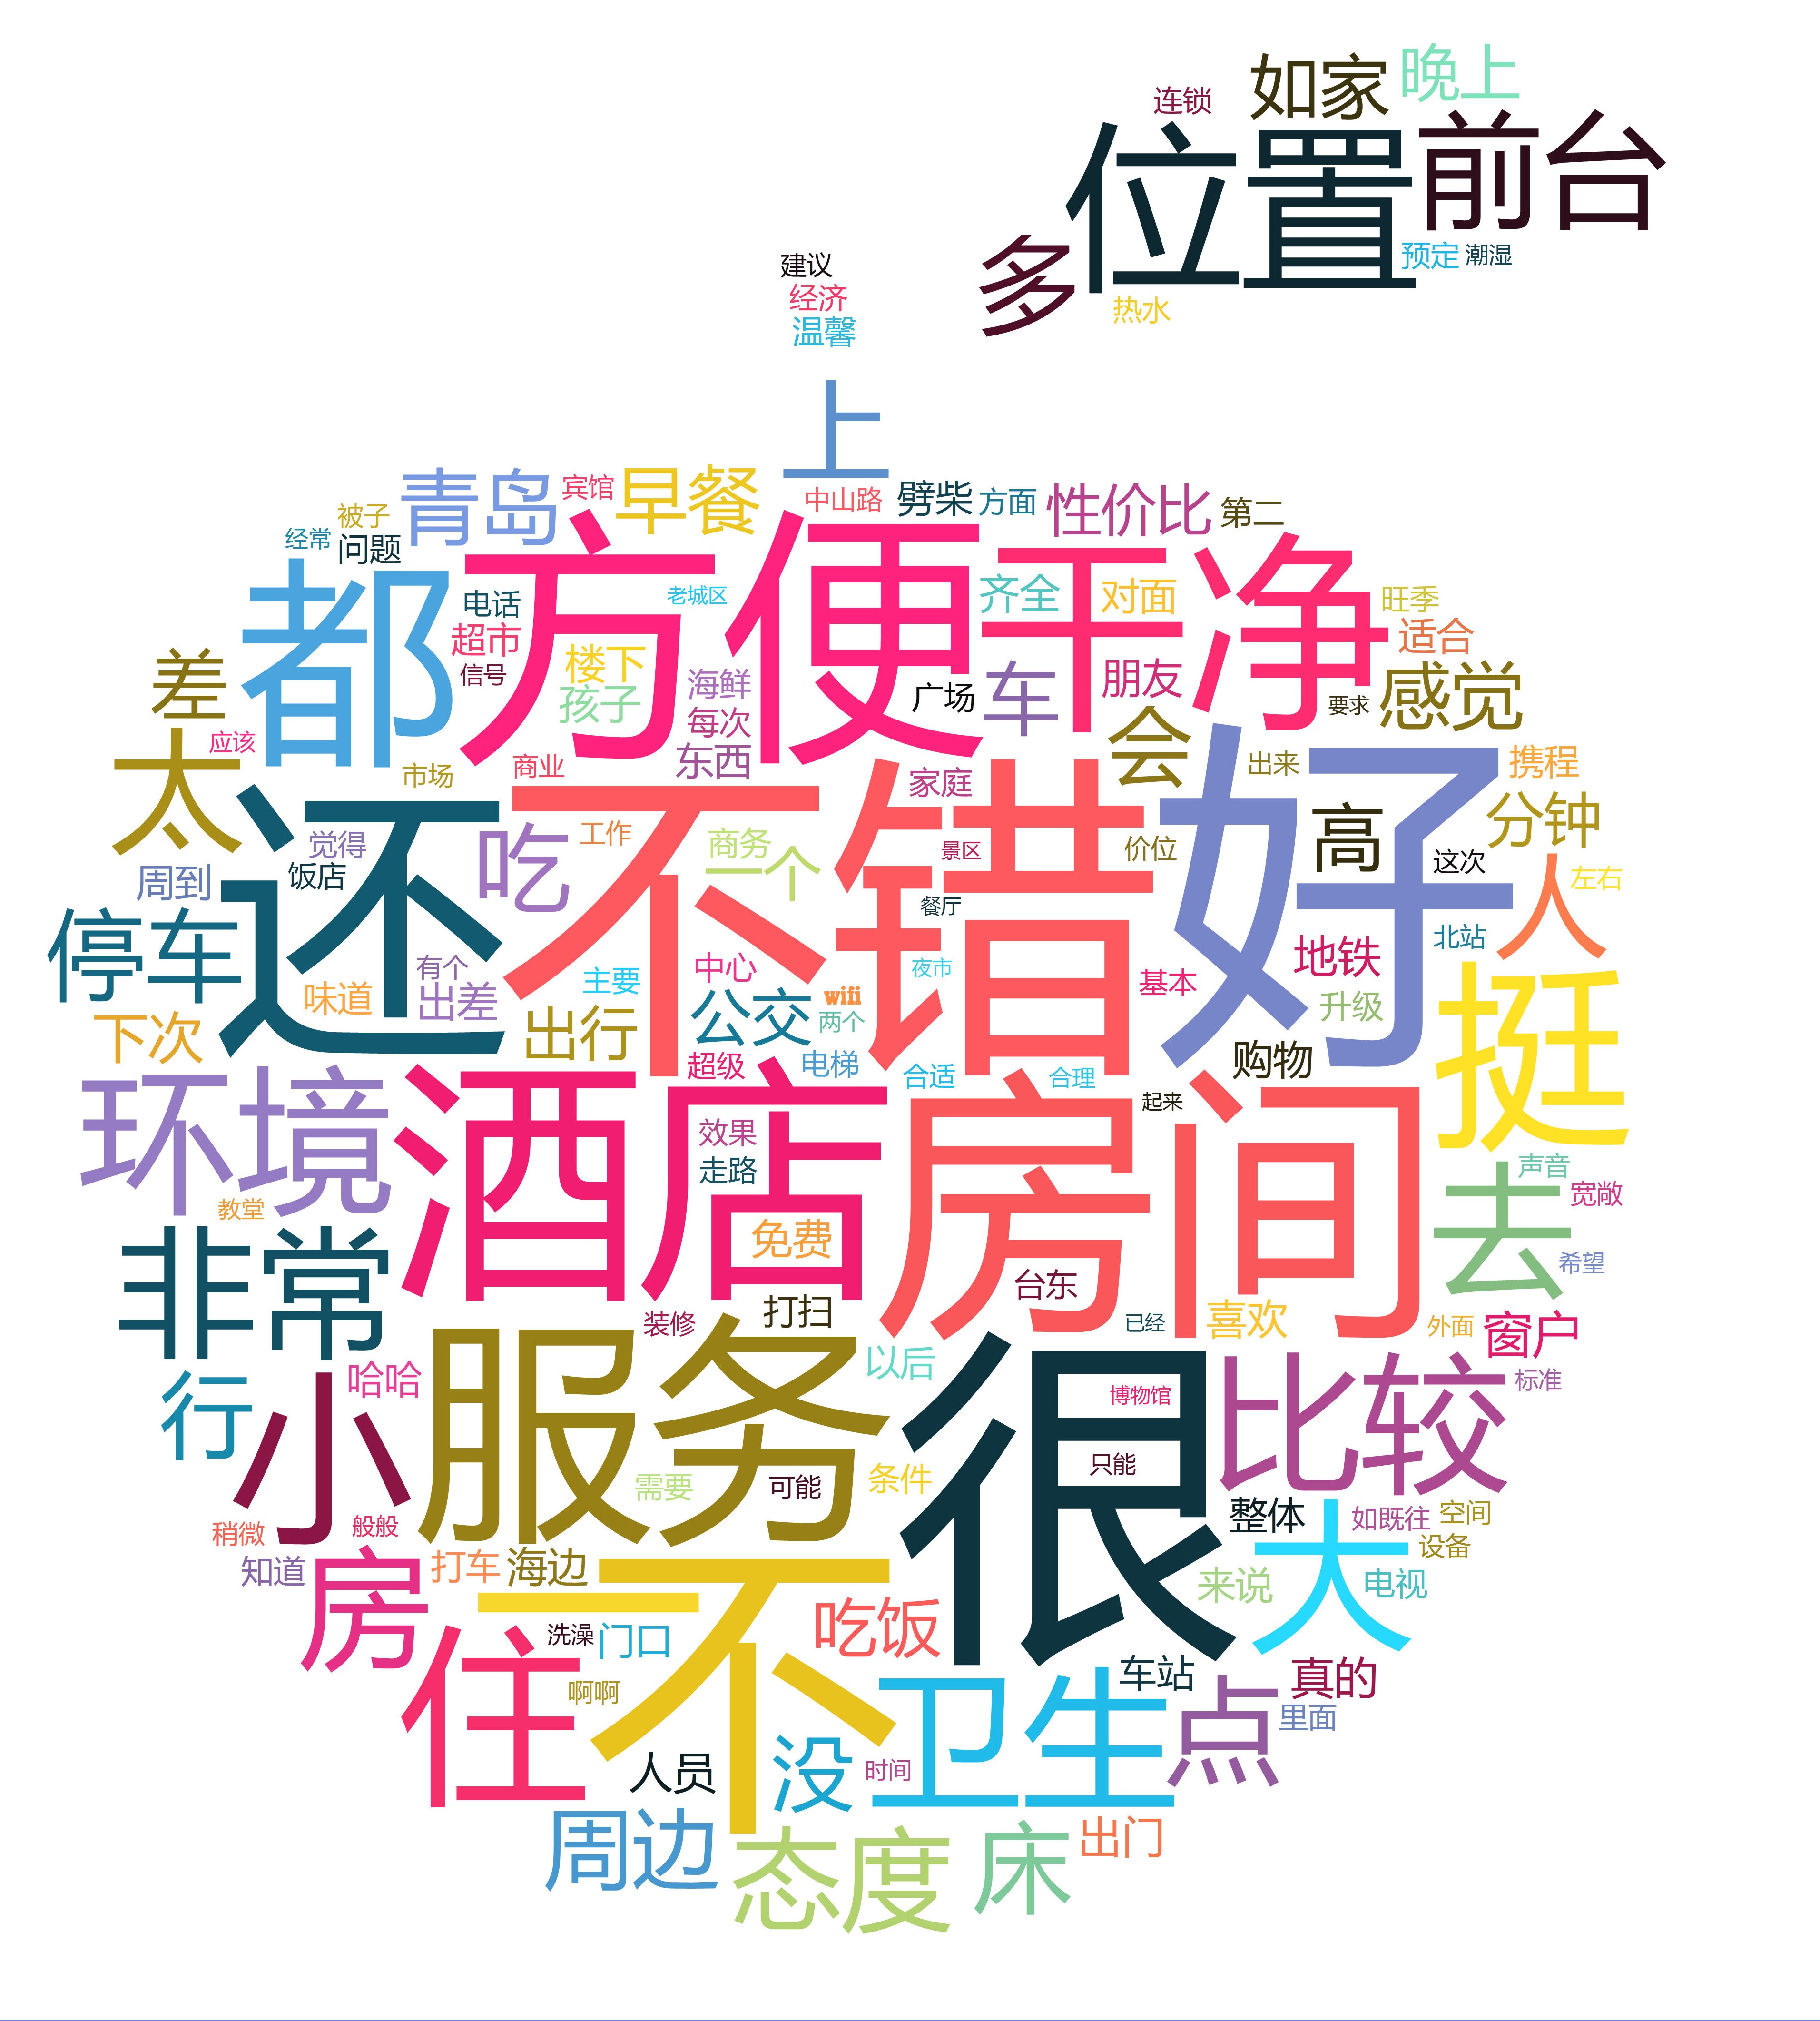 如家 晚上
连锁
位置 前台
多
预定 潮湿
建议
经济
热水
温馨
上
青岛 宾馆 早餐
中山路 劈柴 方面 性价比 第二
被子
经常 问题
都 方便 干净
电话 老城区 齐全 对面 旺季
超市 楼下 适合
信号 孩子 海鲜 广场 车 朋友 要求 感觉
差 每次
应该 东西 会
太 市场 商业 家庭 出来 携程
还 不错 好
觉得 吃 工作 商务 一个 景区 价位 高 分钟
周到 饭店 这次 人 左右
停车 餐厅
有个 主要 中心 夜市 基本 地铁 北站
味道 出差 公交 wifi 升级 挺
下次 出行 两个
超级 电梯 合适 合理 购物
环境 酒店 房间 起来
效果
走路 声音
教堂 去 宽敞
非常 免费 台东 希望
装修 打扫 已经 喜欢 外面 窗户
行 小 哈哈 服务 以后 很 博物馆 比较 标准
需要 可能 条件 只能
稍微 般般 整体 如既往 空间
知道 房 打车 海边 不 大 设备
一 来说 电视
住 洗澡 门口 吃饭
啊啊 卫生 车站 点 真的
里面
人员 没 时间
周边 态度 床 出门